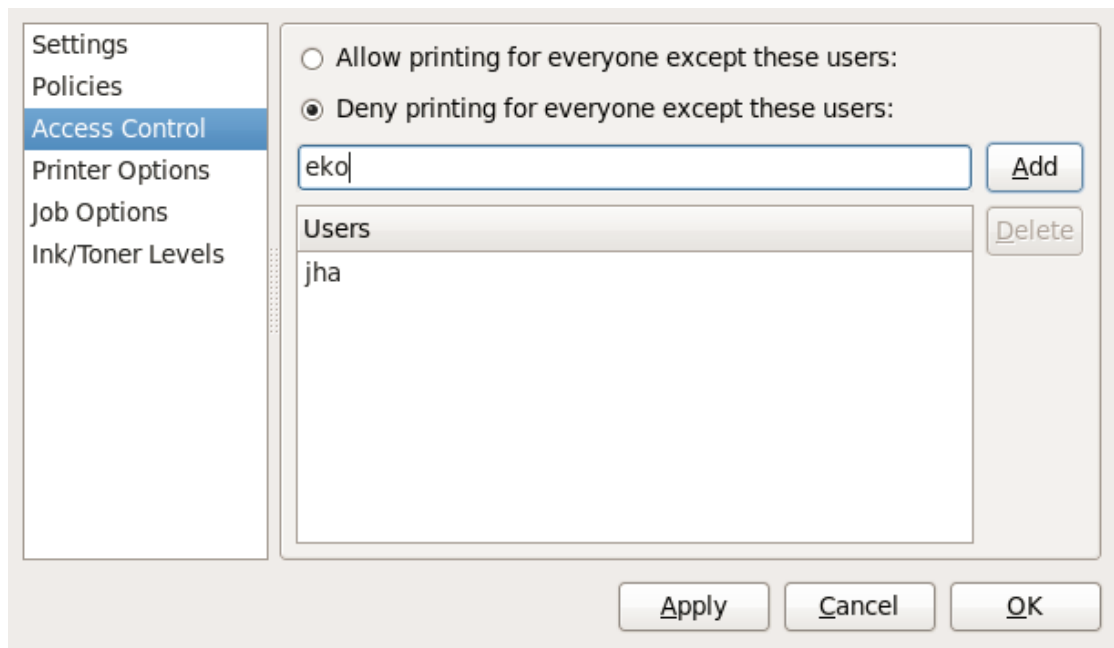 Settings
Policies
Access Control
Printer Options
Job Options
Ink/Toner Levels
Allow printing for everyone except these users:
Deny printing for everyone except these users:
eko
Add
Users
Delete
jha
Apply
Cancel
OK